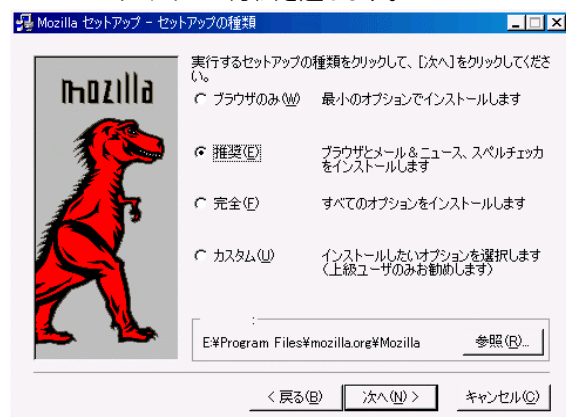 Mozilla セットアップ - セットアップの種類
mozilla
実行するセットアップの種類をクリックして、[次へ]をクリックしてくださ
い。
ブラウザのみ(W) 最小のオプションでインストールします
推奨(E) ブラウザとメール＆ニュース、スペルチェッカ
をインストールします
完全(F) すべてのオプションをインストールします
カスタム(U) インストールしたいオプションを選択します
(上級ユーザのみお勧めします)
:
E:¥Program Files¥mozilla.org¥Mozilla 参照(R)...
< 戻る(B) 次へ(N) > キャンセル(C)